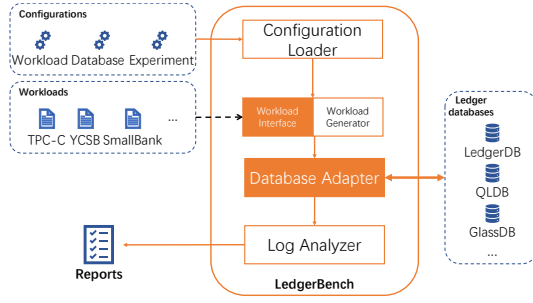 Configurations
Workload Database Experiment
Workloads
TPC-C YCSB SmallBank ...
Configuration
Loader
Workload
Interface
Workload
Generator
Database Adapter
Log Analyzer
LedgerBench
Reports
Ledger
databases
LedgerDB
QLDB
GlassDB
...